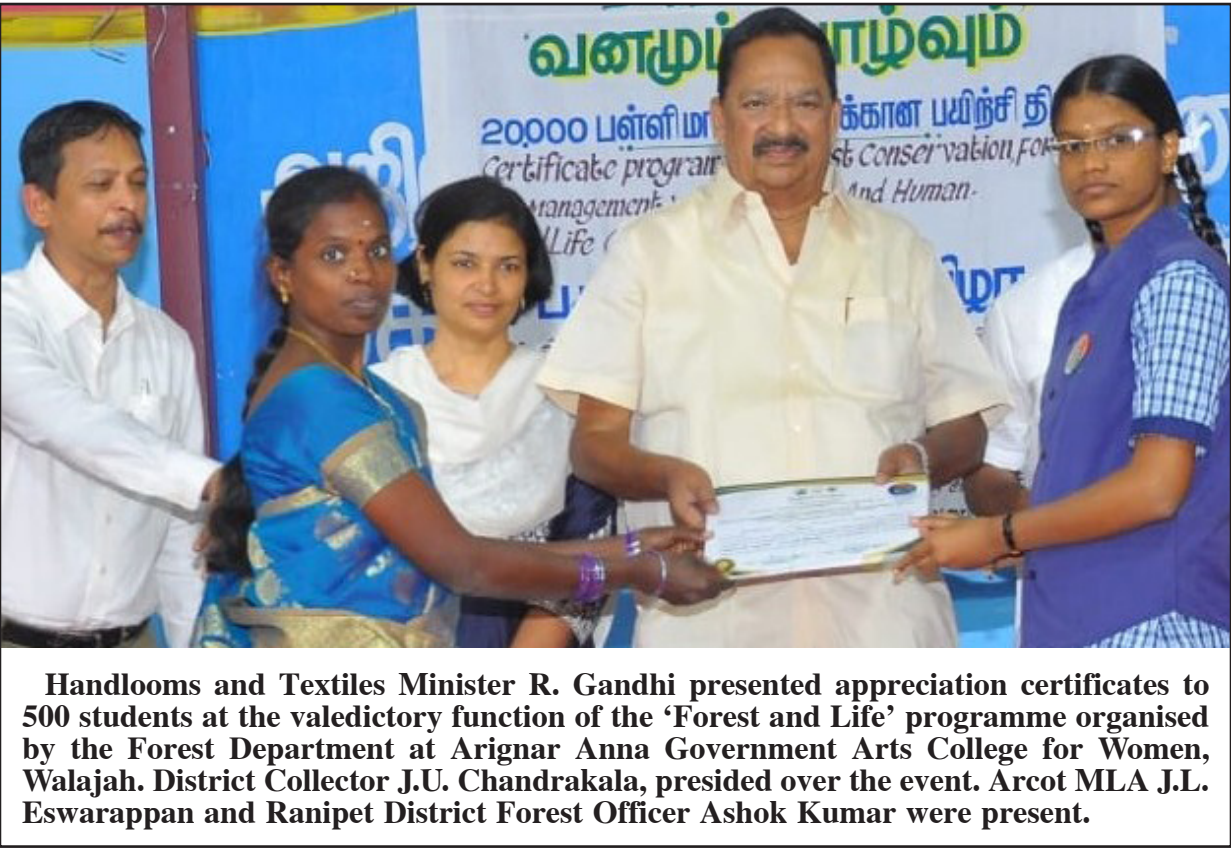 'வனமும்
20,000 பள்ளி
க்கான பயிற்சி தி
Certificate program
st Conservation, For
Management
And Human-
Life
Handlooms and Textiles Minister R. Gandhi presented appreciation certificates to
500 students at the valedictory function of the ‘Forest and Life’ programme organised
by the Forest Department at Arignar Anna Government Arts College for Women,
Walajah. District Collector J.U. Chandrakala, presided over the event. Arcot MLA J.L.
Eswarappan and Ranipet District Forest Officer Ashok Kumar were present.